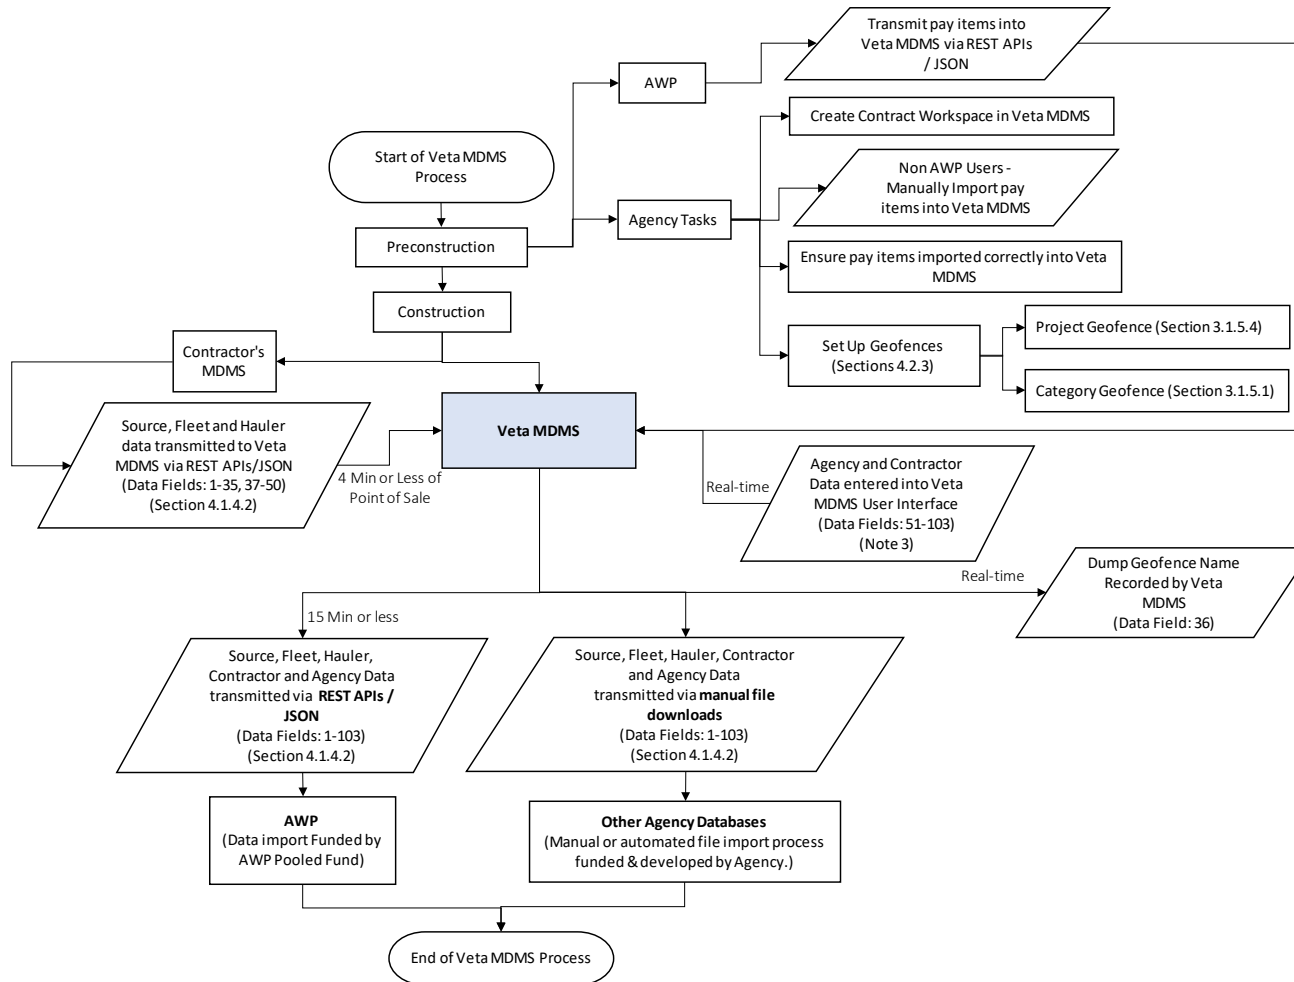 Transmit pay items into
Veta MDMS via REST APIs
/ JSON
AWP
Create Contract Workspace in Veta MDMS
Start of Veta MDMS
Process
Non AWP Users -
Manually Import pay
items into Veta MDMS
Agency Tasks
Preconstruction
Ensure pay items imported correctly into Veta
MDMS
Construction
Project Geofence (Section 3.1.5.4)
Set Up Geofences
(Sections 4.2.3)
Contractor's
MDMS
Category Geofence (Section 3.1.5.1)
Source, Fleet and Hauler
data transmitted to Veta
MDMS via REST APIs/JSON
(Data Fields: 1-35, 37-50)
(Section 4.1.4.2)
4 Min or Less of
Point of Sale
Veta MDMS
Real-time
Agency and Contractor
Data entered into Veta
MDMS User Interface
(Data Fields: 51-103)
(Note 3)
Real-time
Dump Geofence Name
Recorded by Veta
MDMS
(Data Field: 36)
15 Min or less
Source, Fleet, Hauler,
Contractor and Agency Data
transmitted via REST APIs /
JSON
(Data Fields: 1-103)
(Section 4.1.4.2)
Source, Fleet, Hauler, Contractor
and Agency Data
transmitted via manual file
downloads
(Data Fields: 1-103)
(Section 4.1.4.2)
AWP
(Data import Funded by
AWP Pooled Fund)
Other Agency Databases
(Manual or automated file import process
funded & developed by Agency.)
End of Veta MDMS Process